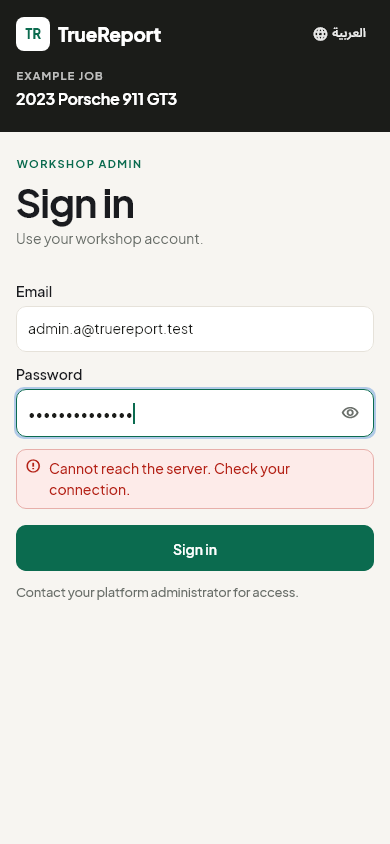 TR TrueReport
العربية
EXAMPLE JOB
2023 Porsche 911 GT3
WORKSHOP ADMIN
Sign in
Use your workshop account.
Email
admin.a@truereport.test
Password
••••••••••••••
Cannot reach the server. Check your
connection.
Sign in
Contact your platform administrator for access.